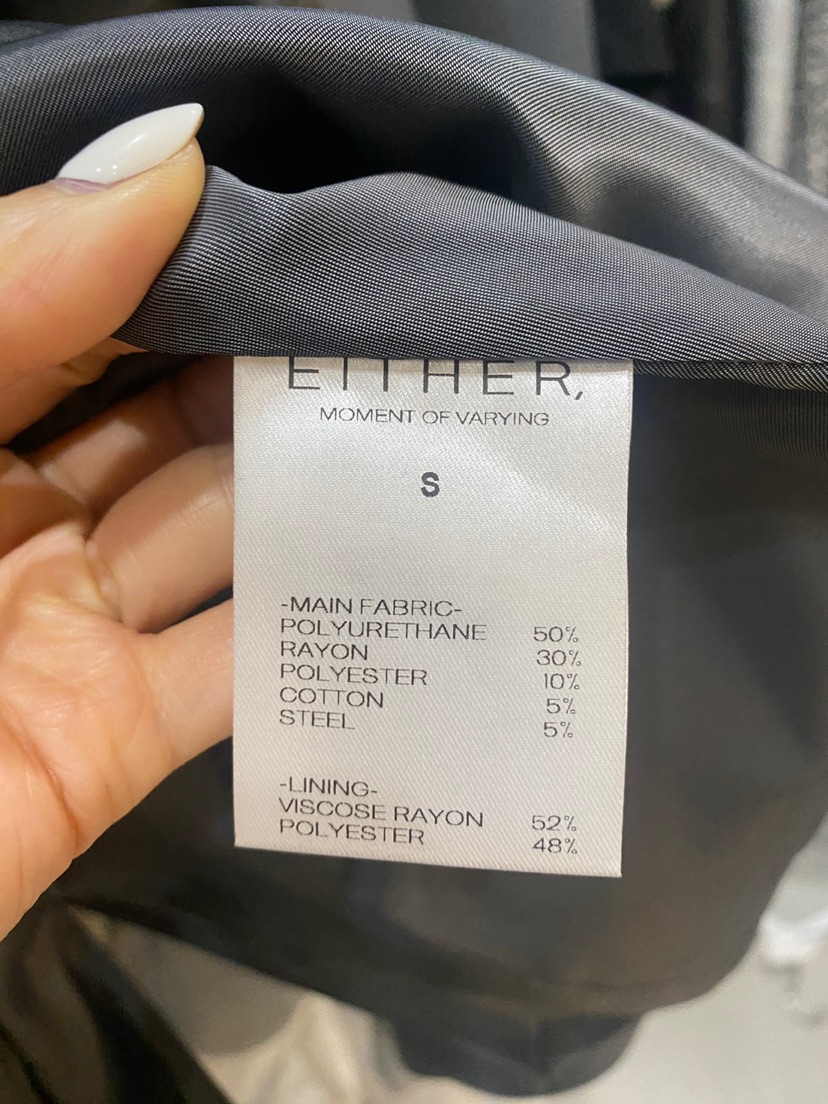 EITHER,
MOMENT OF VARYING
S
-MAIN FABRIC-
POLYURETHANE 50%
RAYON 30%
POLYESTER 10%
COTTON 5%
STEEL 5%
-LINING-
VISCOSE RAYON 52%
POLYESTER 48%